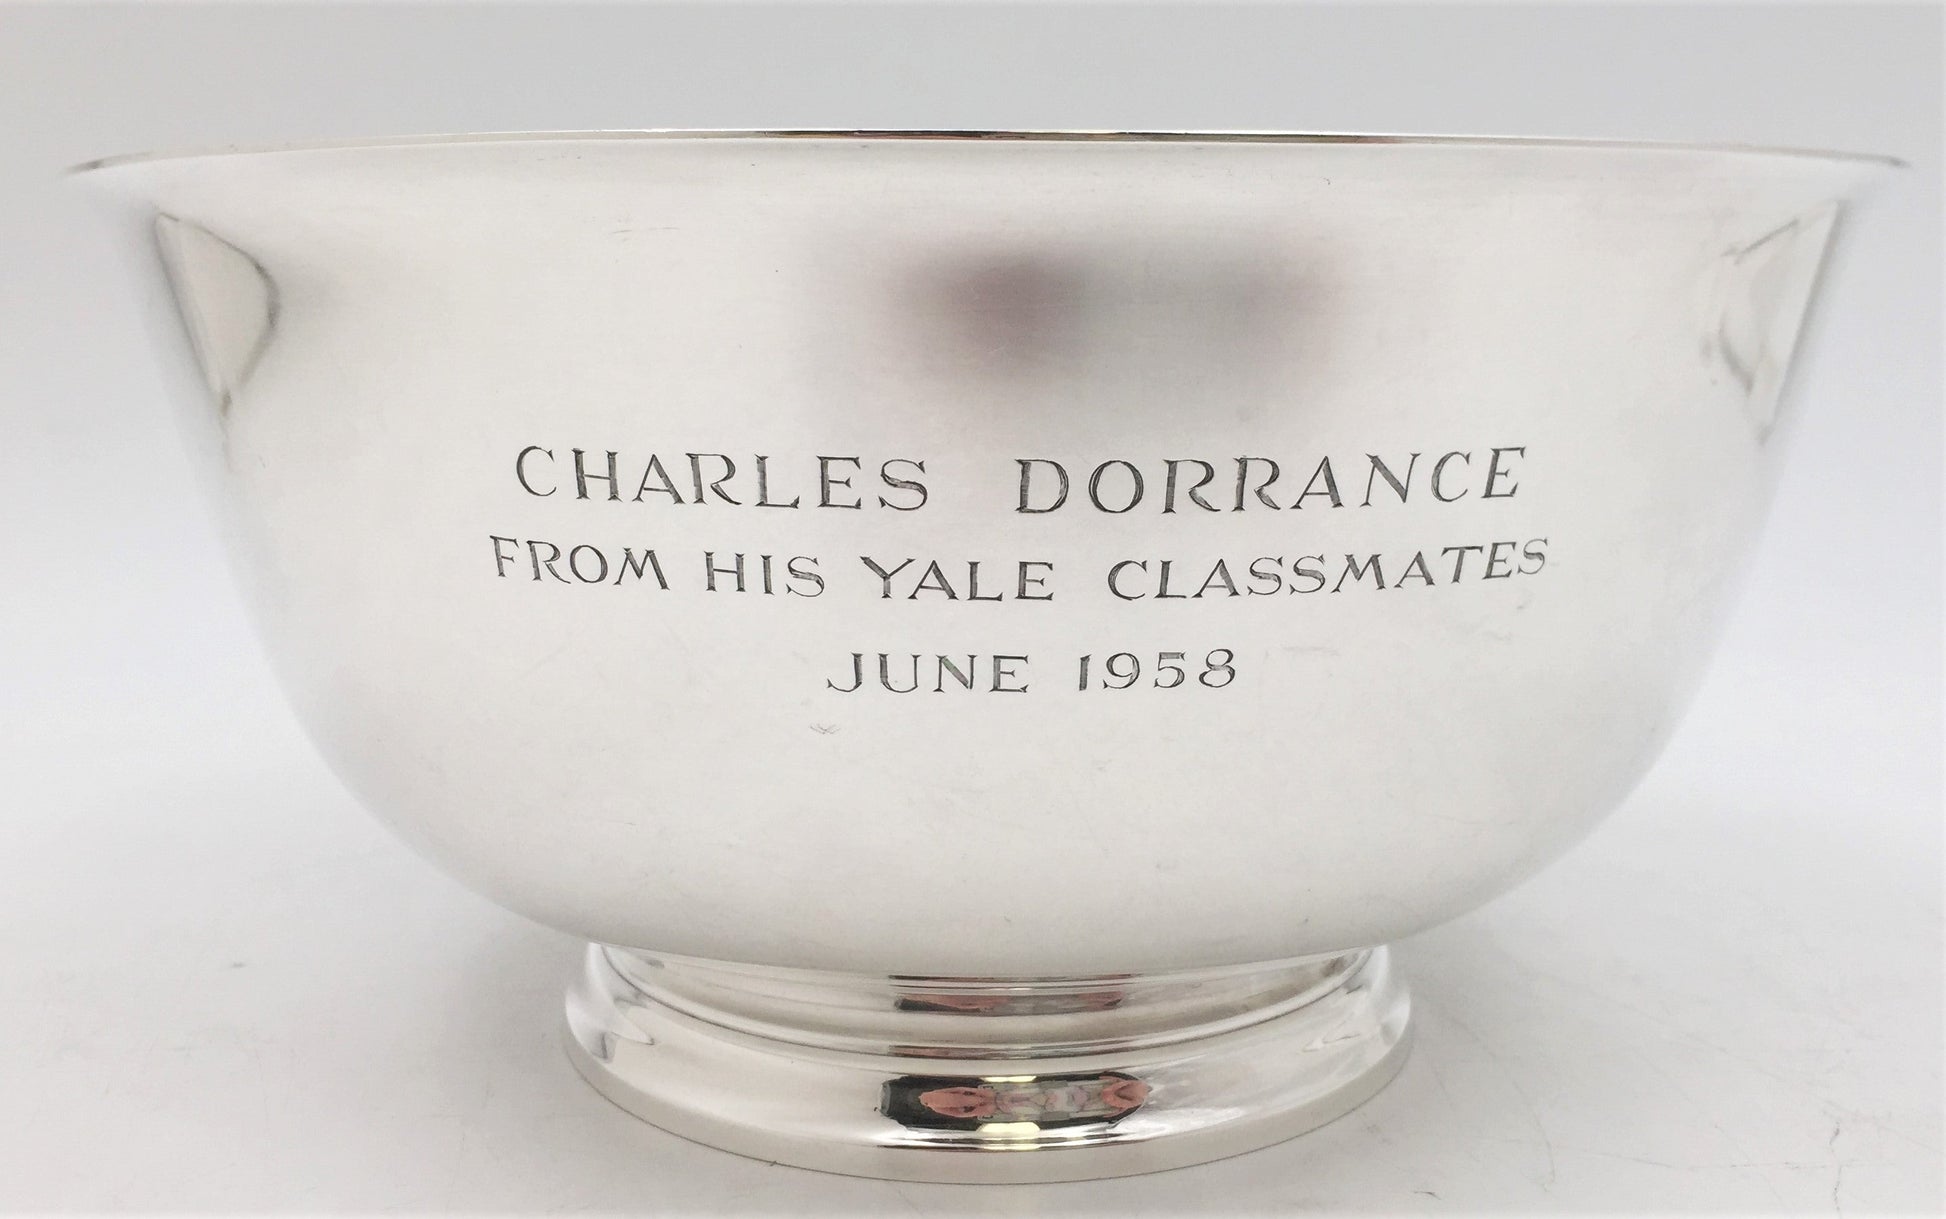 CHARLES DORRANCE
FROM HIS YALE CLASSMATES
JUNE 1958